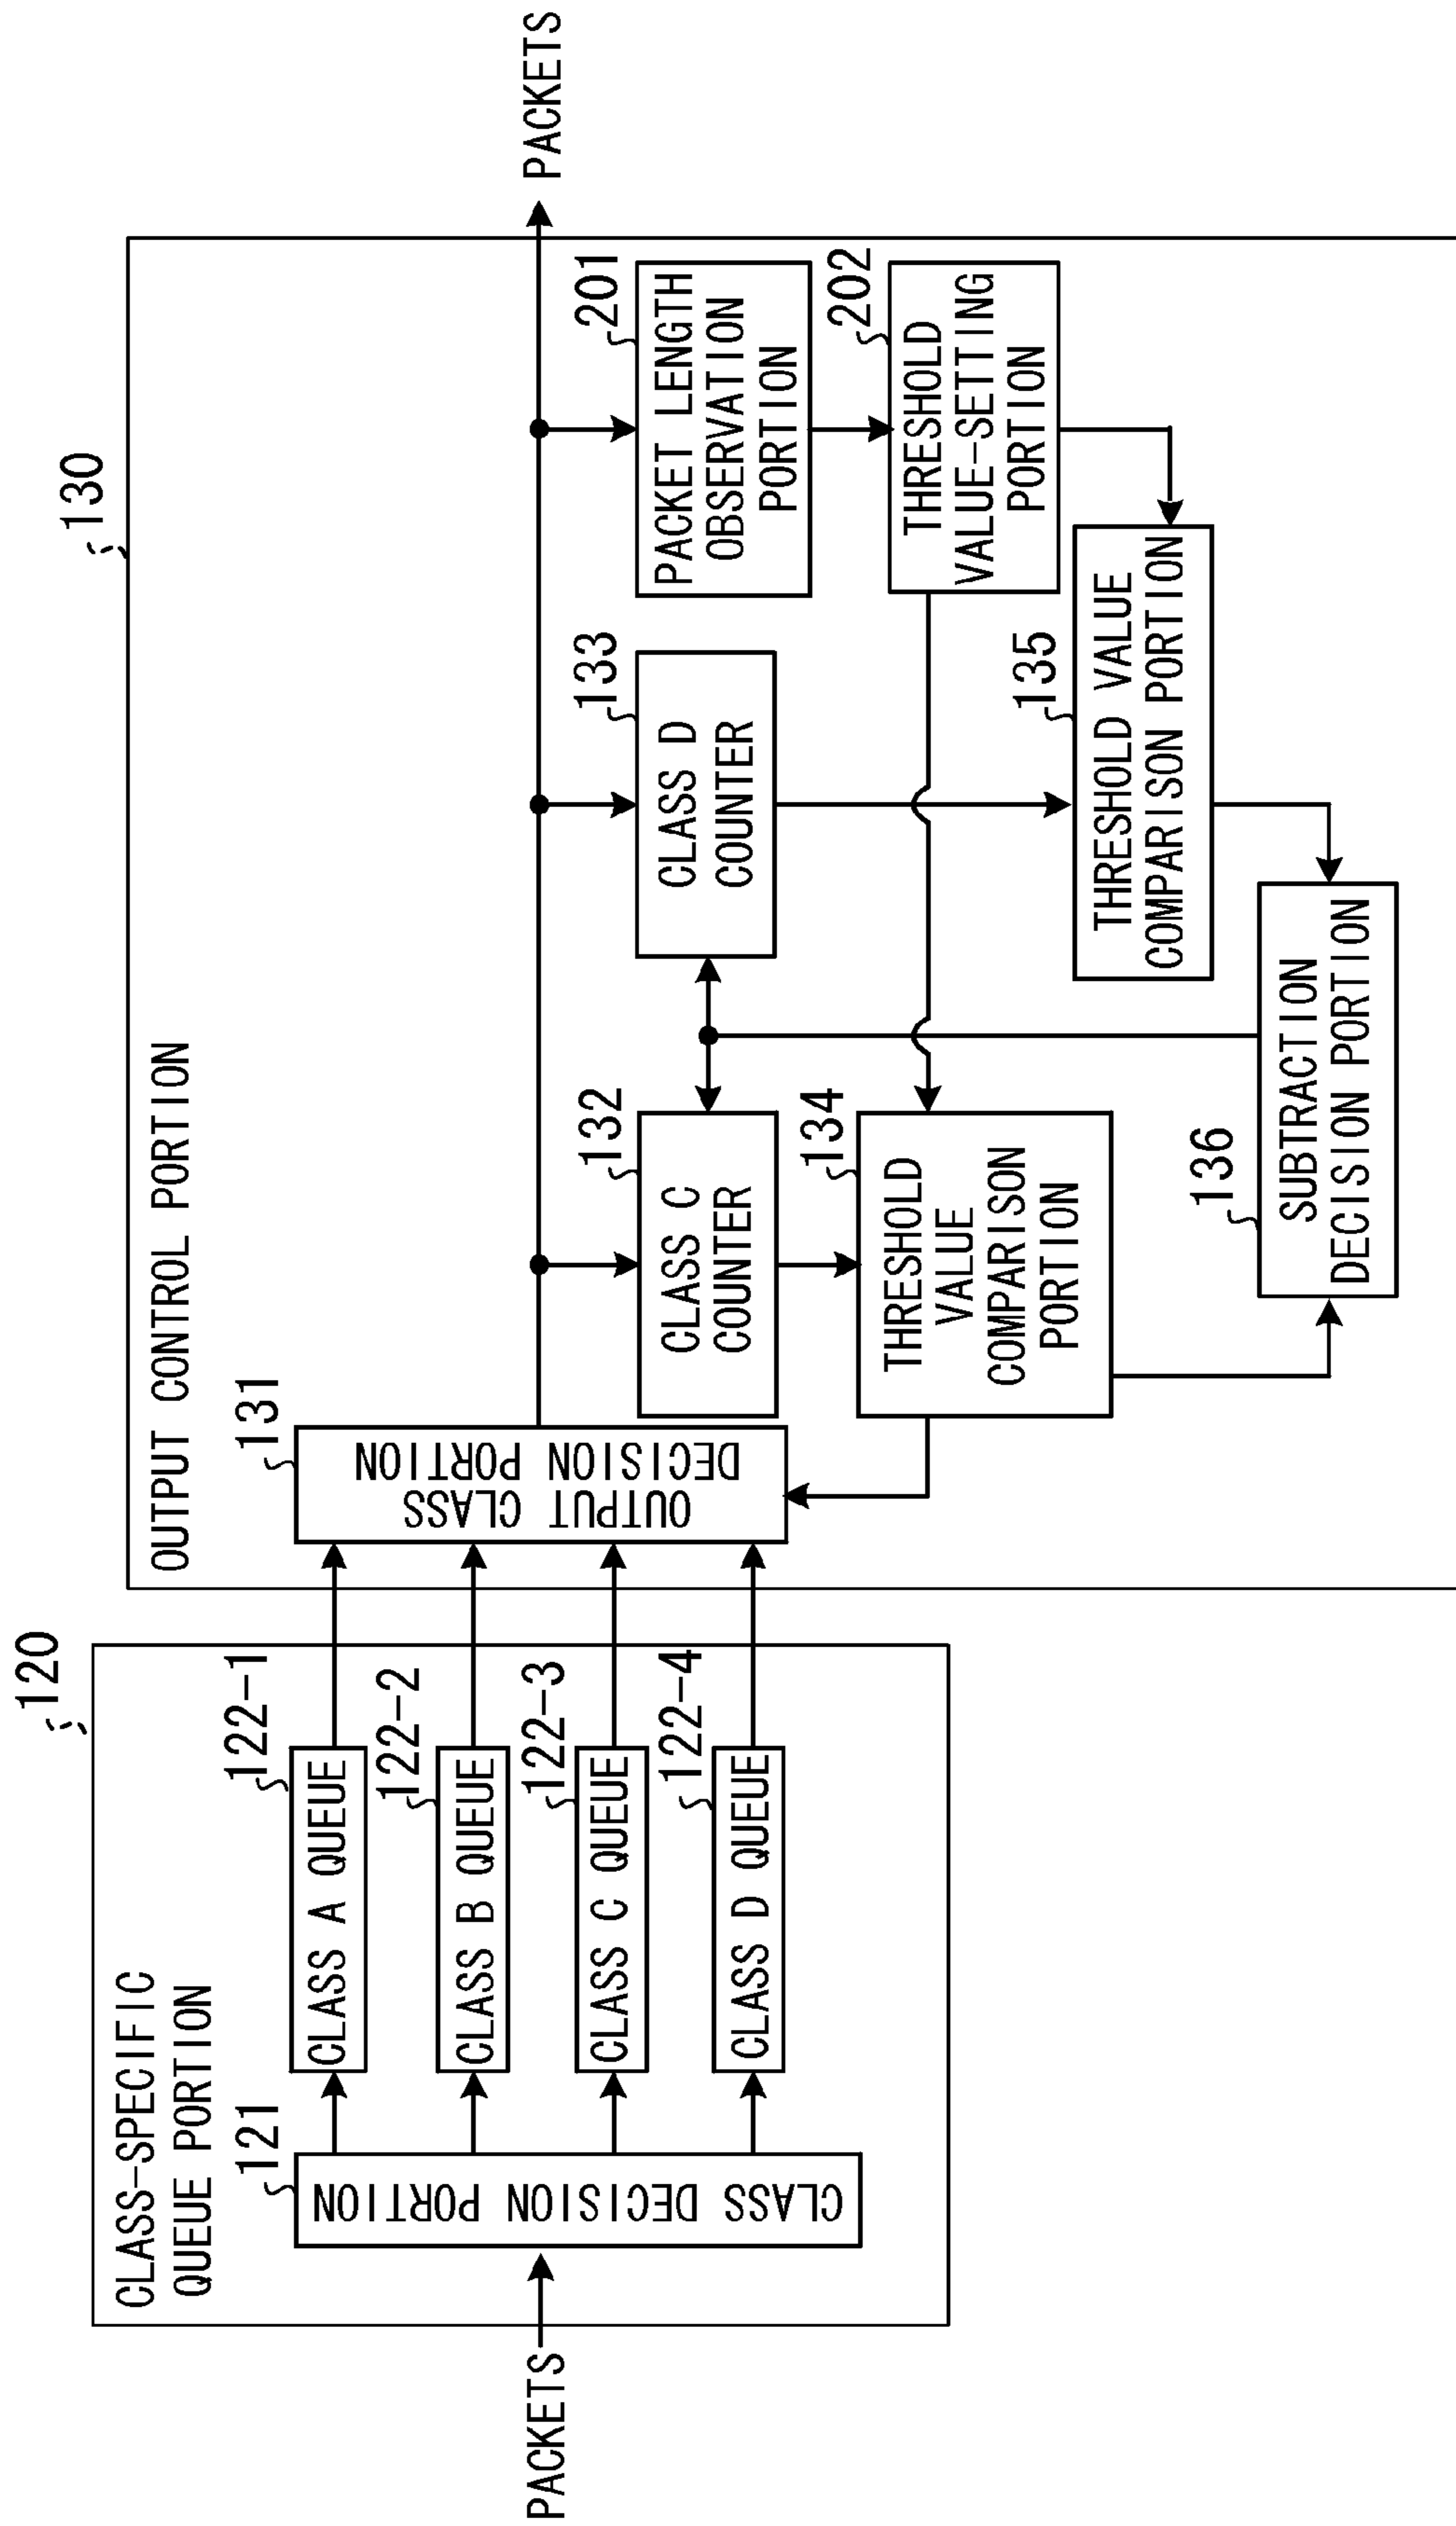 120
CLASS-SPECIFIC
QUEUE PORTION
PACKETS
121
CLASS DECISION PORTION
122-1
CLASS A QUEUE
122-2
CLASS B QUEUE
122-3
CLASS C QUEUE
122-4
CLASS D QUEUE
130
OUTPUT CONTROL PORTION
131
OUTPUT CLASS
DECISION PORTION
PACKETS
132
CLASS C
COUNTER
133
CLASS D
COUNTER
201
PACKET LENGTH
OBSERVATION
PORTION
134
THRESHOLD
VALUE
COMPARISON
PORTION
202
THRESHOLD
VALUE-SETTING
PORTION
135
THRESHOLD VALUE
COMPARISON PORTION
136
SUBTRACTION
DECISION PORTION